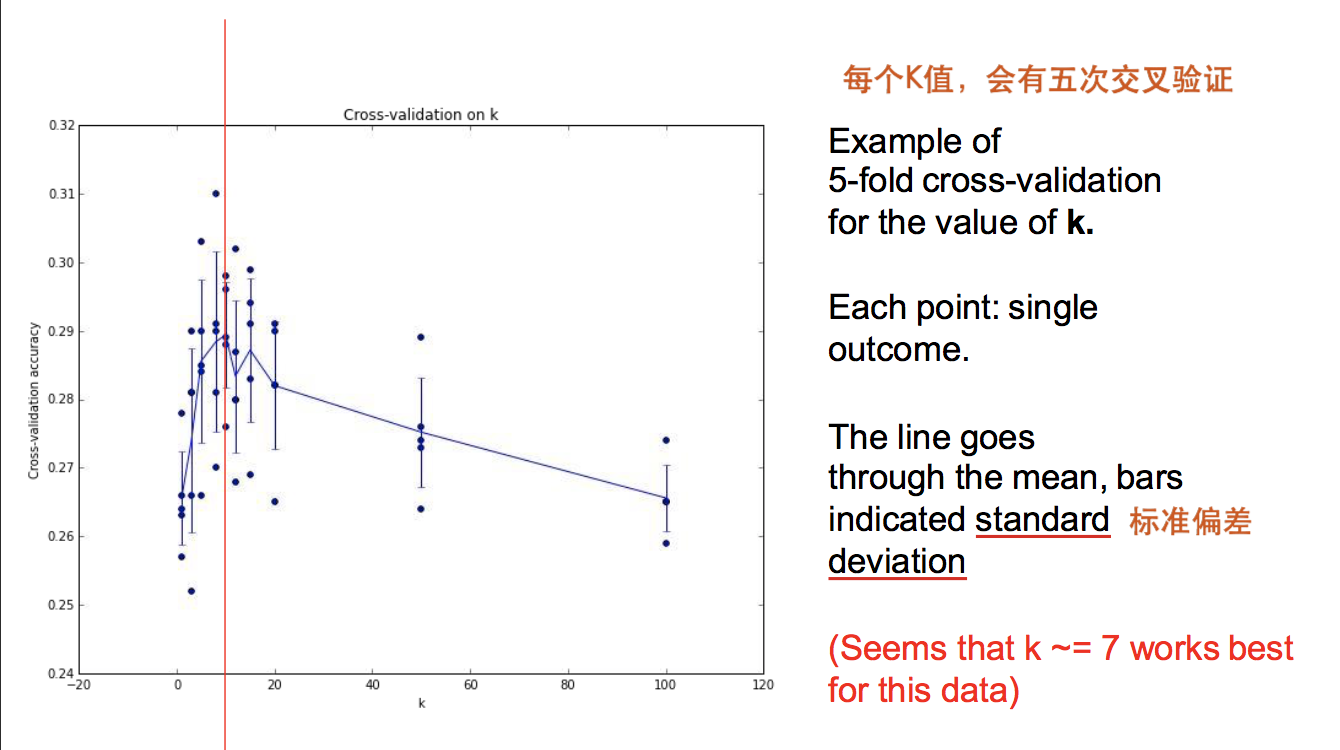 Cross-validation on k
0.32
0.31
0.30
0.29
0.28
0.27
0.26
0.25
0.24
Cross-validation accuracy
−20
0
20
40
60
80
100
120
k
每个K值，会有五次交叉验证
Example of
5-fold cross-validation
for the value of k.
Each point: single
outcome.
The line goes
through the mean, bars
indicated standard 标准偏差
deviation
(Seems that k ~= 7 works best
for this data)